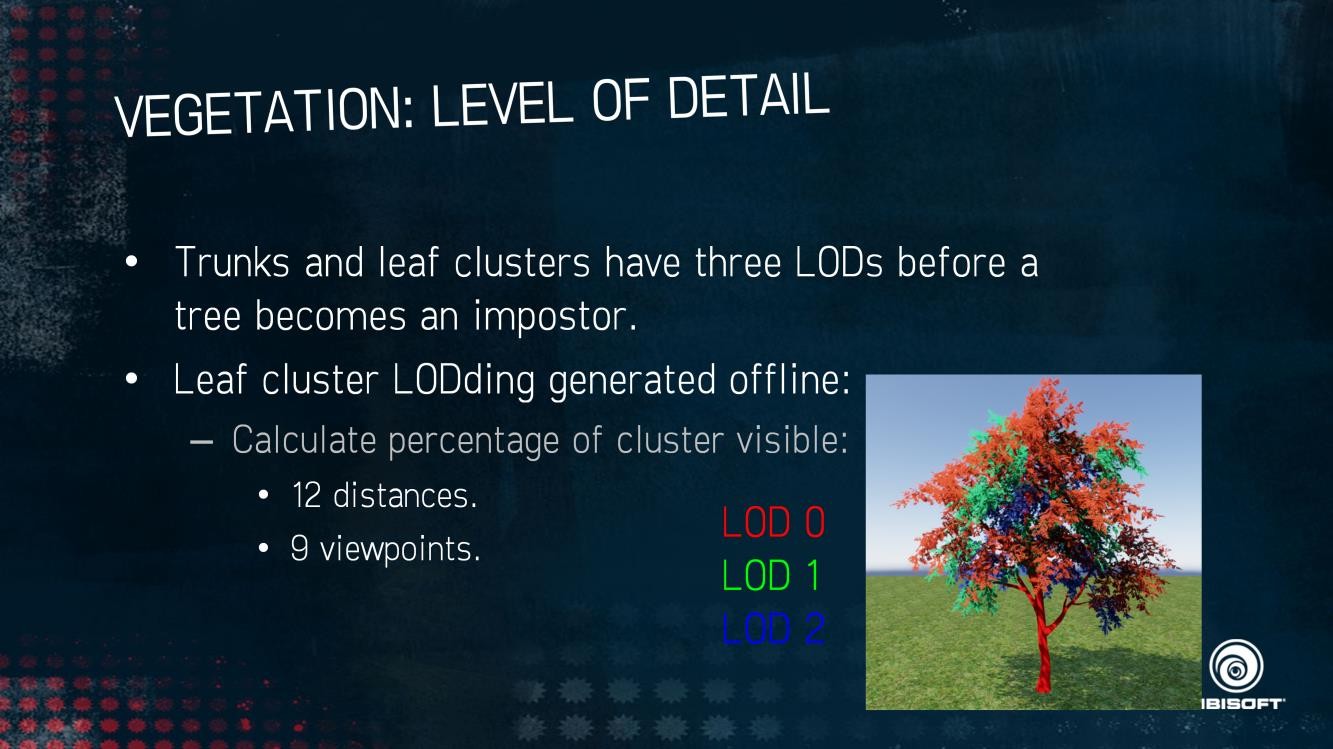 VEGETATION: LEVEL OF DETAIL
• Trunks and leaf clusters have three LODs before a
tree becomes an impostor.
• Leaf cluster LODding generated offline:
– Calculate percentage of cluster visible:
• 12 distances.
• 9 viewpoints.
LOD 0
LOD 1
LOD 2
IBISOFT